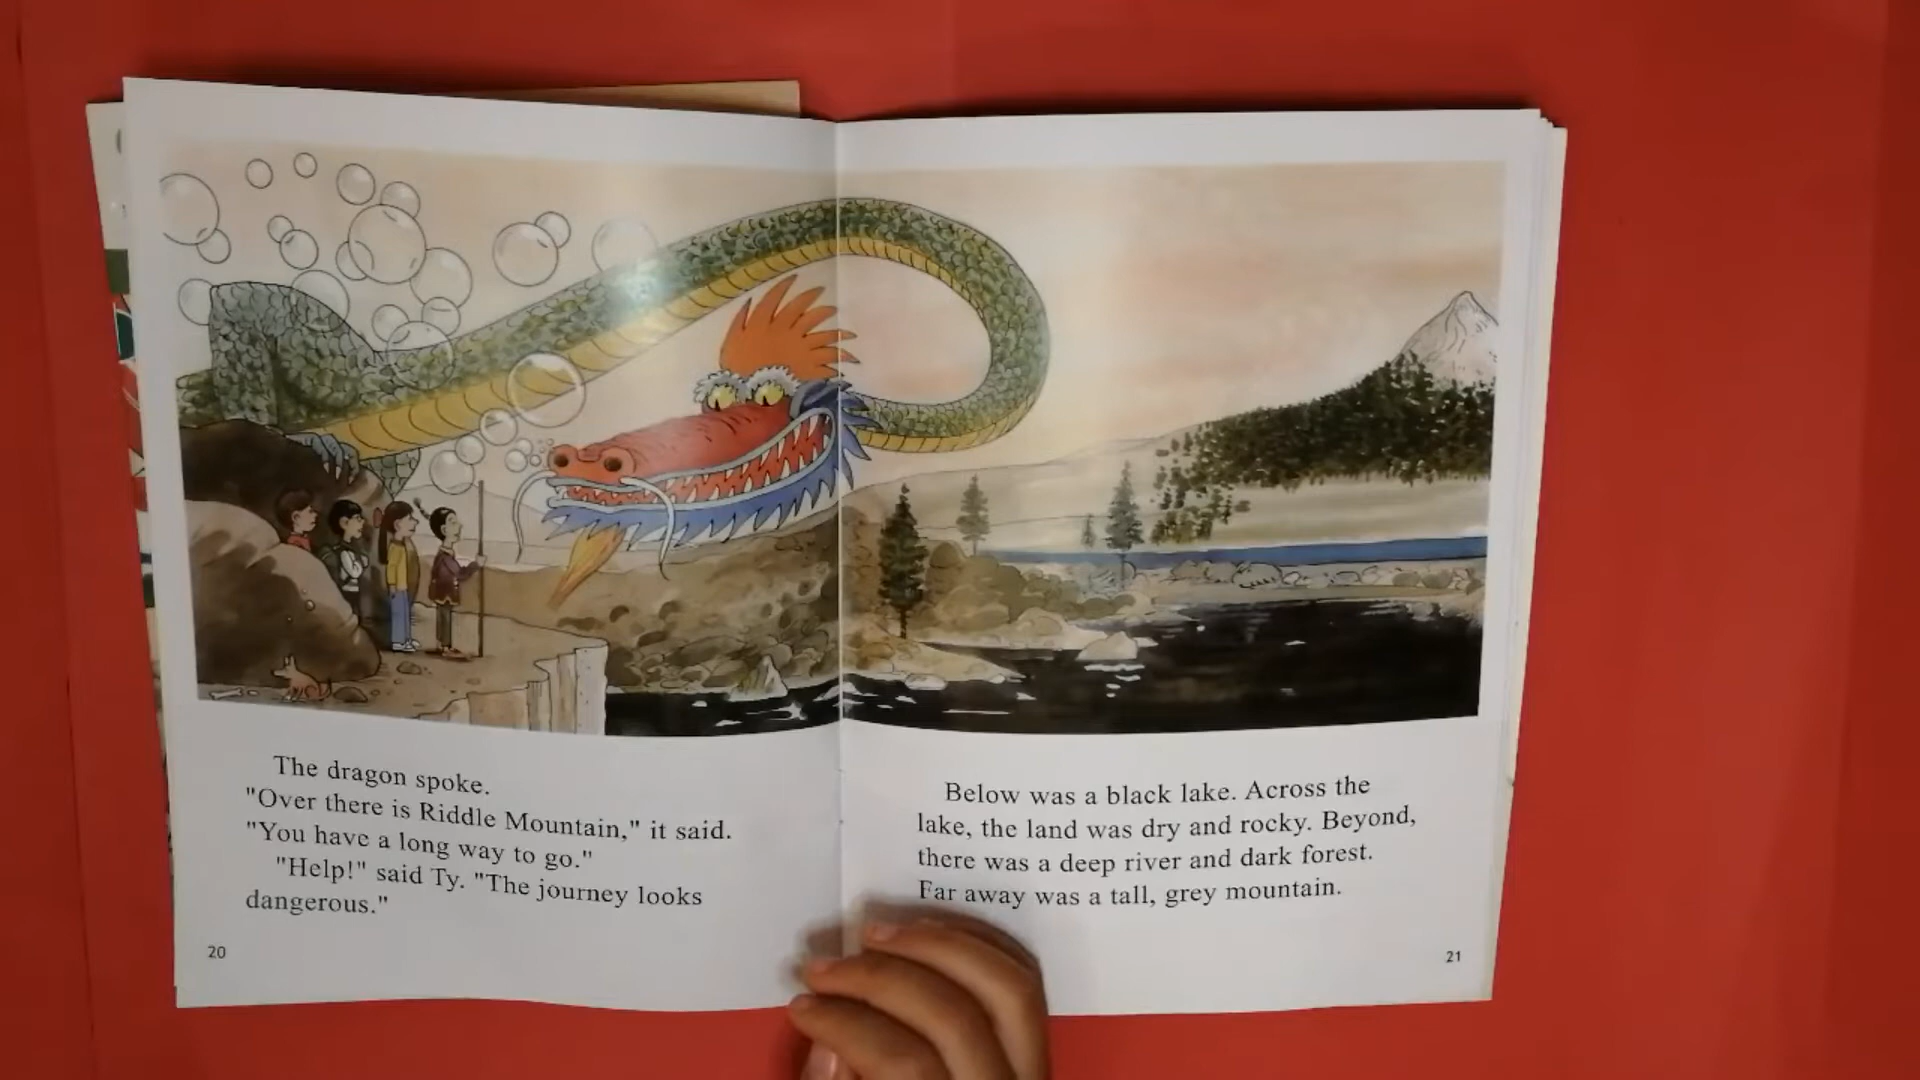 The dragon spoke.
"Over there is Riddle Mountain," it said.
"You have a long way to go."
"Help!" said Ty. "The journey looks
dangerous."
20
Below was a black lake. Across the
lake, the land was dry and rocky. Beyond,
there was a deep river and dark forest.
Far away was a tall, grey mountain.
21